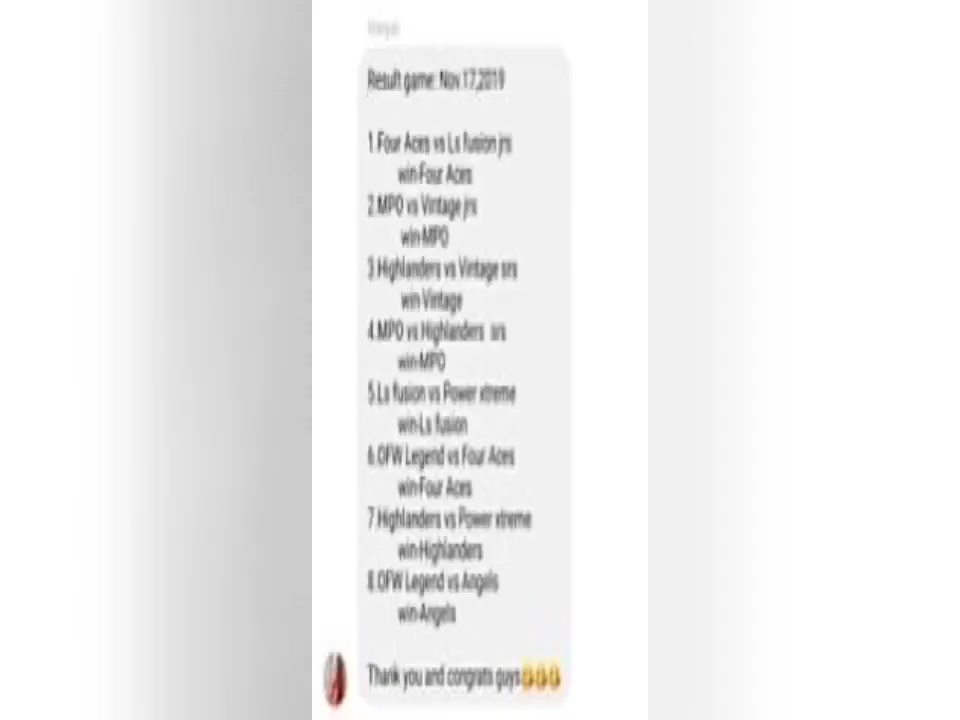 Result game: Nov.17,2019
1.Four Aces vs Ls fusion jrs
win-Four Aces
2.MPO vs Vintage jrs
win-MPO
3.Highlanders vs Vintage srs
win-Vintage
4.MPO vs Highlanders srs
win-MPO
5.Ls fusion vs Power xtreme
win-Ls fusion
6.OFW Legend vs Four Aces
win-Four Aces
7.Highlanders vs Power xtreme
win-Highlanders
8.OFW Legend vs Angels
win-Angels
Thank you and congrats guys